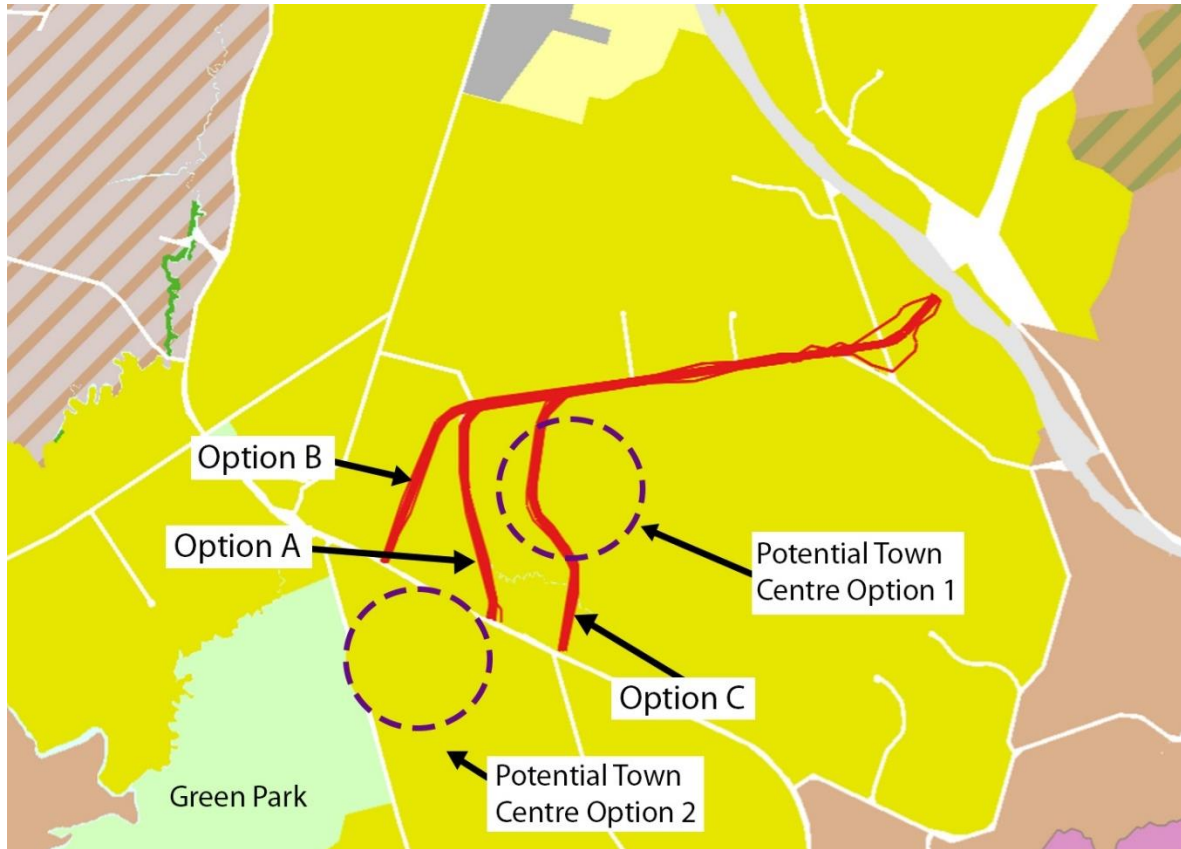 Option B
Option A
Potential Town
Centre Option 1
Option C
Potential Town
Centre Option 2
Green Park